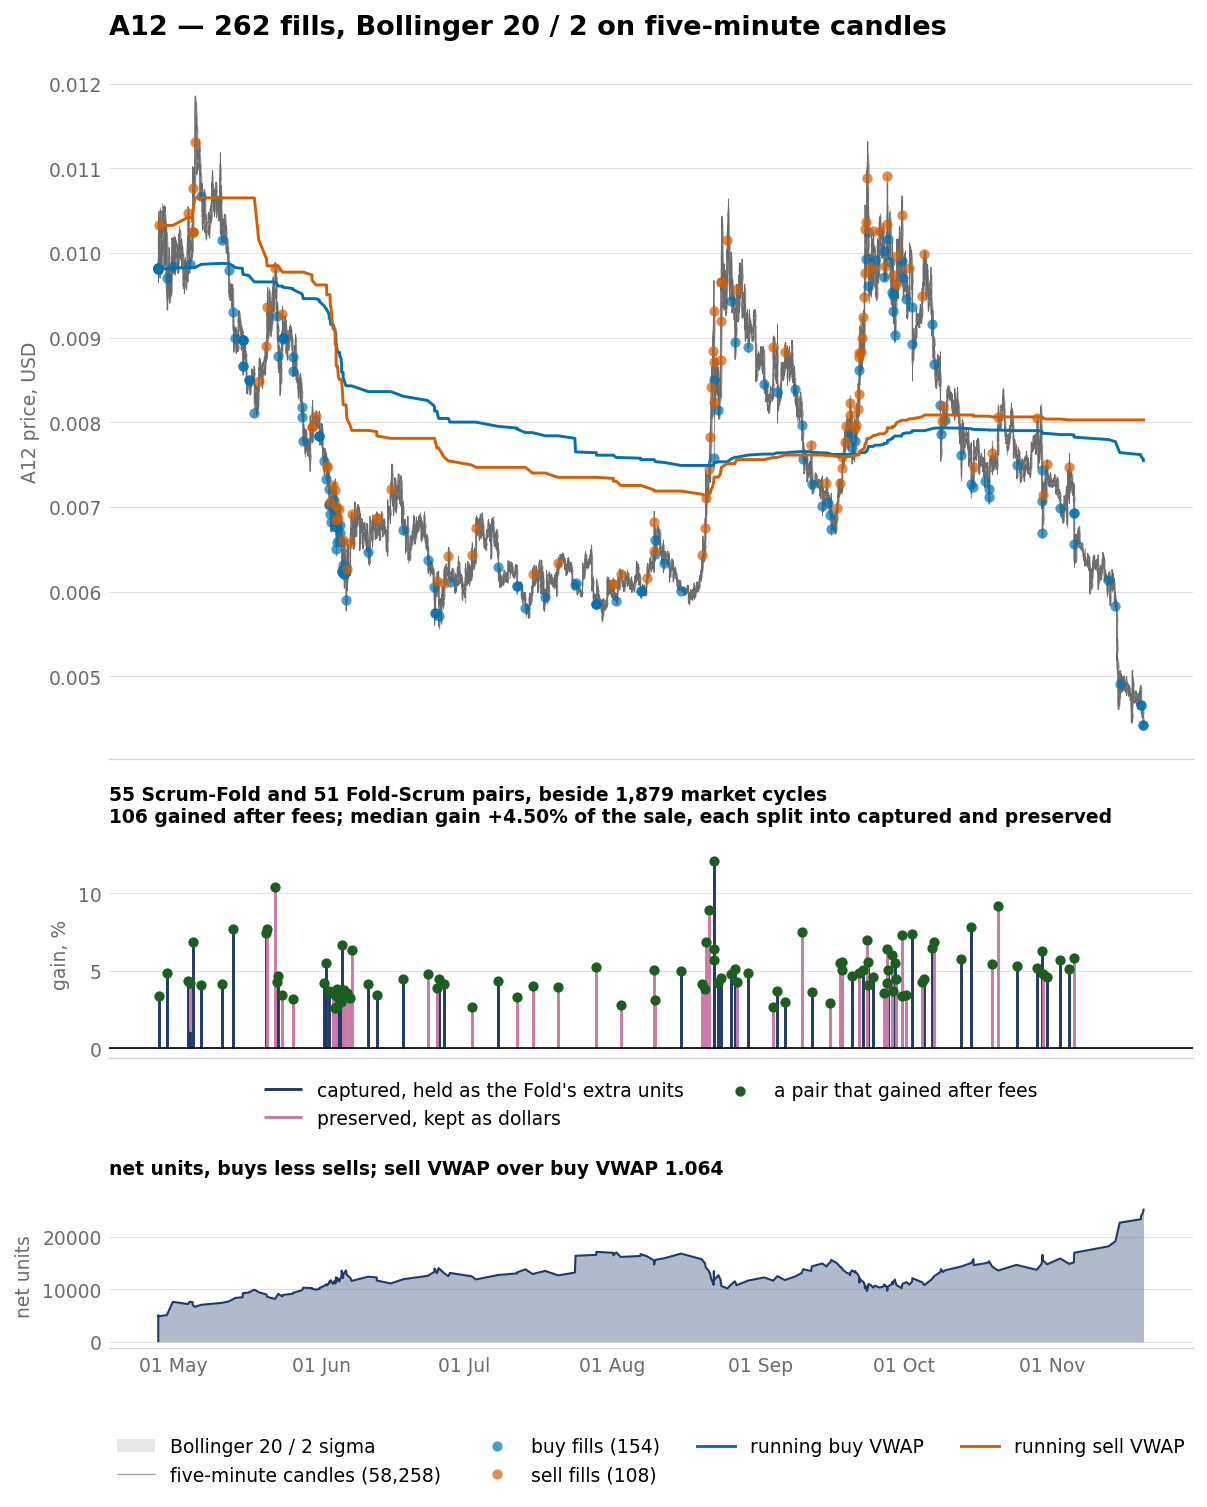 A12 — 262 fills, Bollinger 20 / 2 on five-minute candles
0.012
0.011
0.010
0.009
0.008
0.007
0.006
0.005
A12 price, USD
55 Scrum-Fold and 51 Fold-Scrum pairs, beside 1,879 market cycles
106 gained after fees; median gain +4.50% of the sale, each split into captured and preserved
10
5
0
gain, %
captured, held as the Fold's extra units
a pair that gained after fees
preserved, kept as dollars
net units, buys less sells; sell VWAP over buy VWAP 1.064
20000
10000
0
net units
01 May 01 Jun 01 Jul 01 Aug 01 Sep 01 Oct 01 Nov
Bollinger 20 / 2 sigma
buy fills (154)
running buy VWAP
running sell VWAP
five-minute candles (58,258)
sell fills (108)